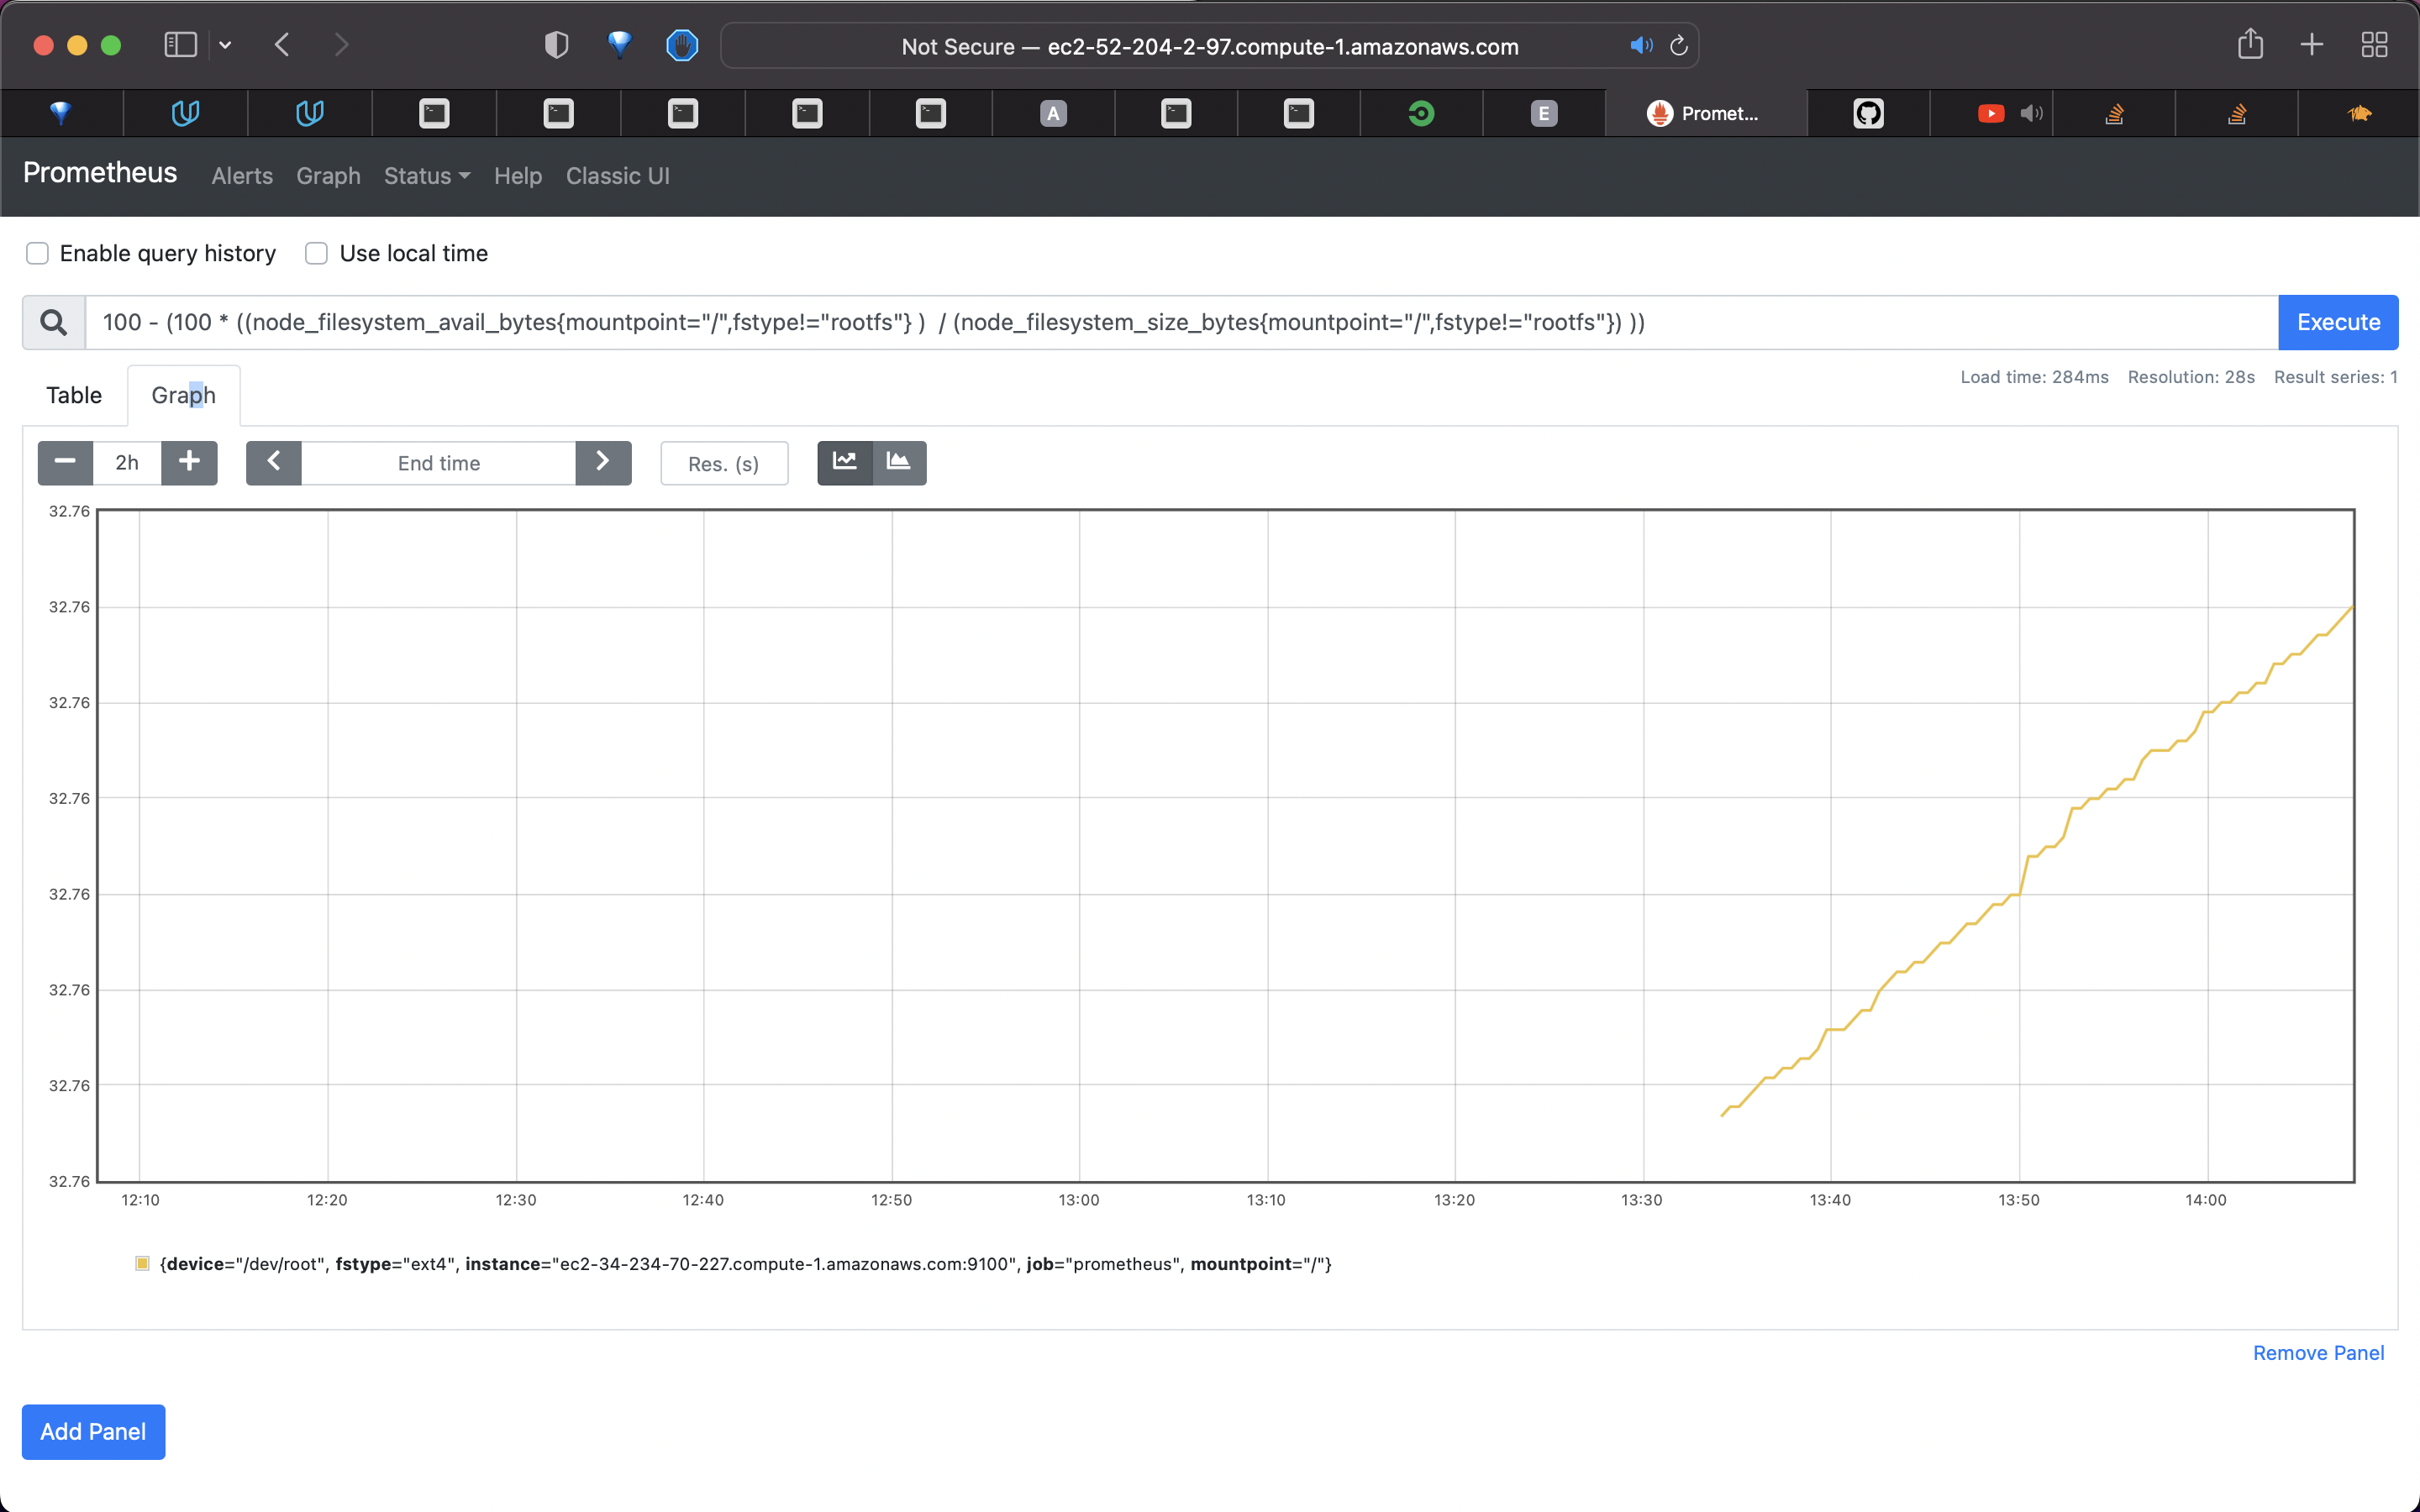 Not Secure — ec2-52-204-2-97.compute-1.amazonaws.com
A
E
Promet...
Prometheus Alerts Graph Status Help Classic UI
Enable query history Use local time
100 - (100 * ((node_filesystem_avail_bytes{mountpoint="/",fstype!="rootfs"} )  / (node_filesystem_size_bytes{mountpoint="/",fstype!="rootfs"}) ))
Execute
Load time: 284ms Resolution: 28s Result series: 1
Table Graph
2h End time Res. (s)
32.76
32.76
32.76
32.76
32.76
32.76
32.76
32.76
12:10 12:20 12:30 12:40 12:50 13:00 13:10 13:20 13:30 13:40 13:50 14:00
{device="/dev/root", fstype="ext4", instance="ec2-34-234-70-227.compute-1.amazonaws.com:9100", job="prometheus", mountpoint="/"}
Remove Panel
Add Panel